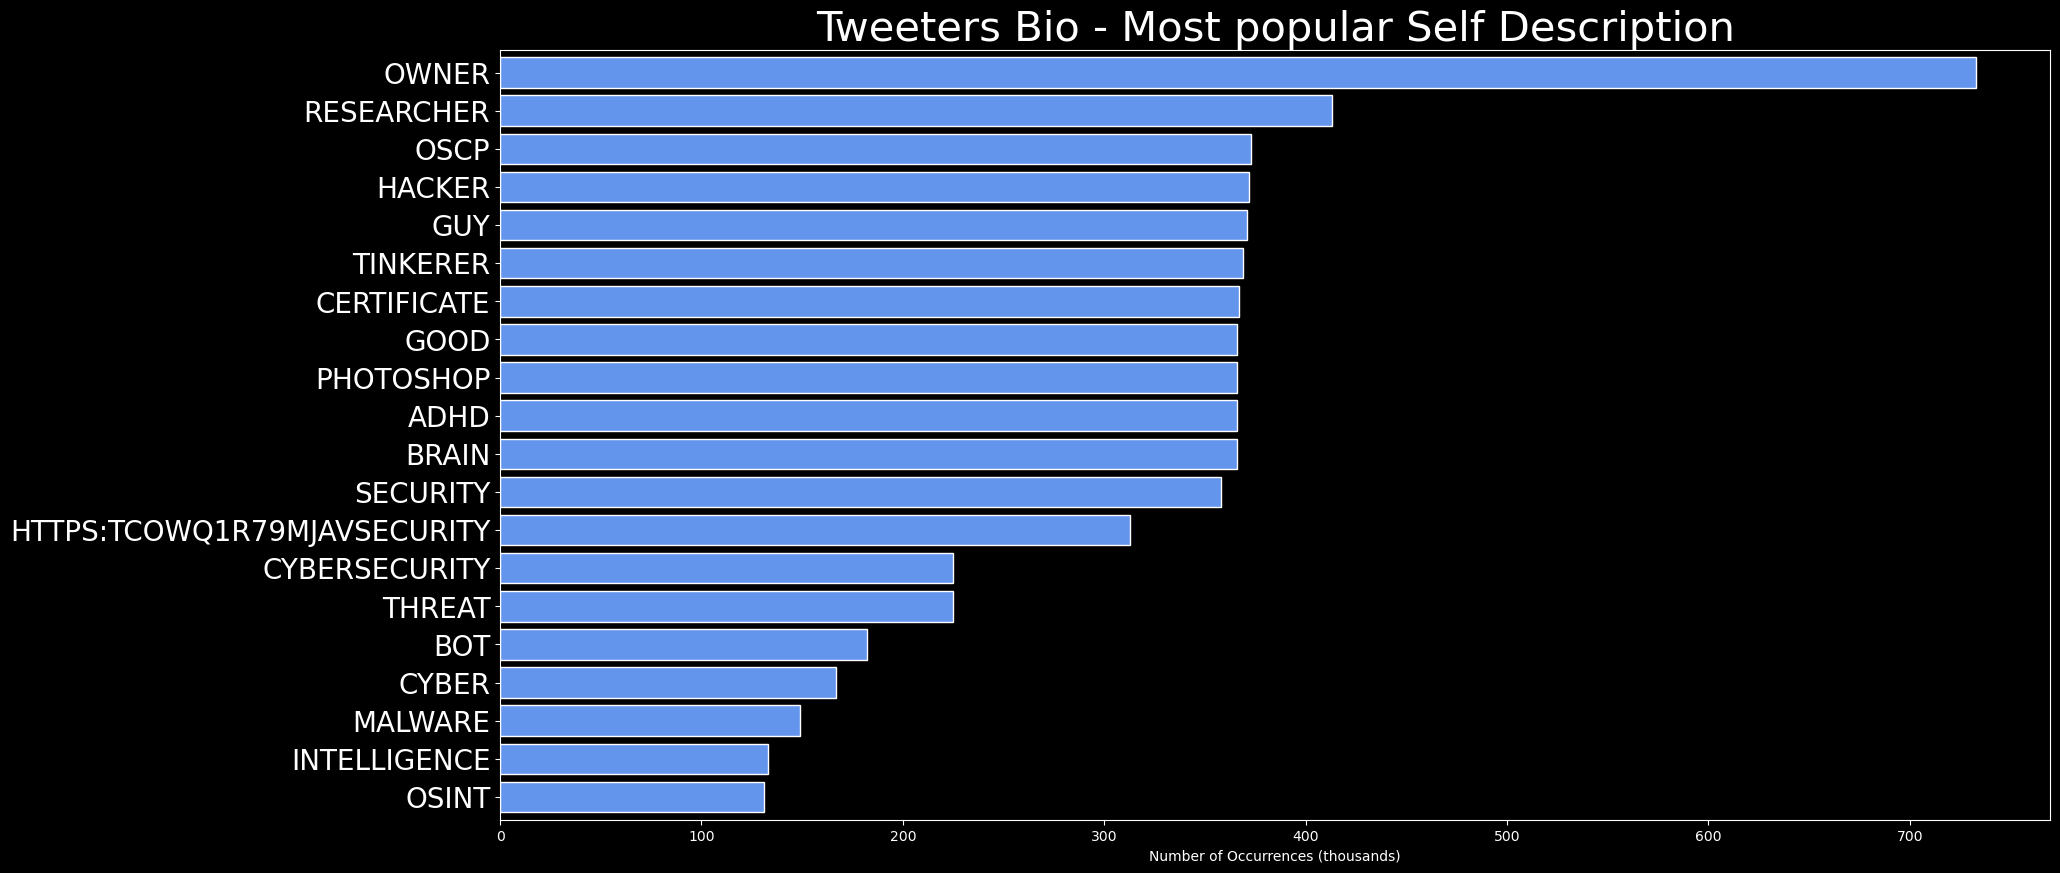 Tweeters Bio - Most popular Self Description
OWNER
RESEARCHER
OSCP
HACKER
GUY
TINKERER
CERTIFICATE
GOOD
PHOTOSHOP
ADHD
BRAIN
SECURITY
HTTPS:TCOWQ1R79MJAVSECURITY
CYBERSECURITY
THREAT
BOT
CYBER
MALWARE
INTELLIGENCE
OSINT
0 100 200 300 400 500 600 700
Number of Occurrences (thousands)